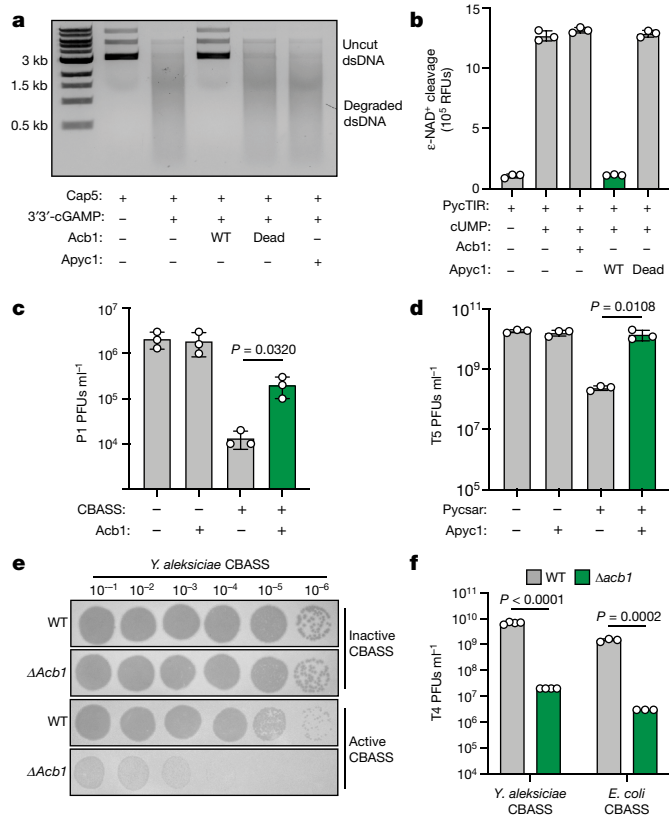 a
3 kb
1.5 kb
0.5 kb
Uncut
dsDNA
Degraded
dsDNA
Cap5: + + + + +
3′3′-cGAMP: – + + + +
Acb1: – – WT Dead –
Apyc1: – – – – +
b
ε-NAD+ cleavage
(10⁵ RFUs)
15
10
5
0
PycTIR: + + + + +
cUMP: – + + + +
Acb1: – – + – –
Apyc1: – – – WT Dead
c
P1 PFUs ml⁻¹
10⁷
10⁶
10⁵
10⁴
P = 0.0320
CBASS: – – + +
Acb1: – + – +
d
T5 PFUs ml⁻¹
10¹¹
10⁹
10⁷
10⁵
P = 0.0108
Pycsar: – – + +
Apyc1: – + – +
e
Y. aleksiciae CBASS
10⁻¹ 10⁻² 10⁻³ 10⁻⁴ 10⁻⁵ 10⁻⁶
WT
ΔAcb1
Inactive
CBASS
WT
ΔAcb1
Active
CBASS
f
WT Δacb1
T4 PFUs ml⁻¹
10¹¹
10¹⁰
10⁹
10⁸
10⁷
10⁶
10⁵
10⁴
P < 0.0001
P = 0.0002
Y. aleksiciae
CBASS
E. coli
CBASS